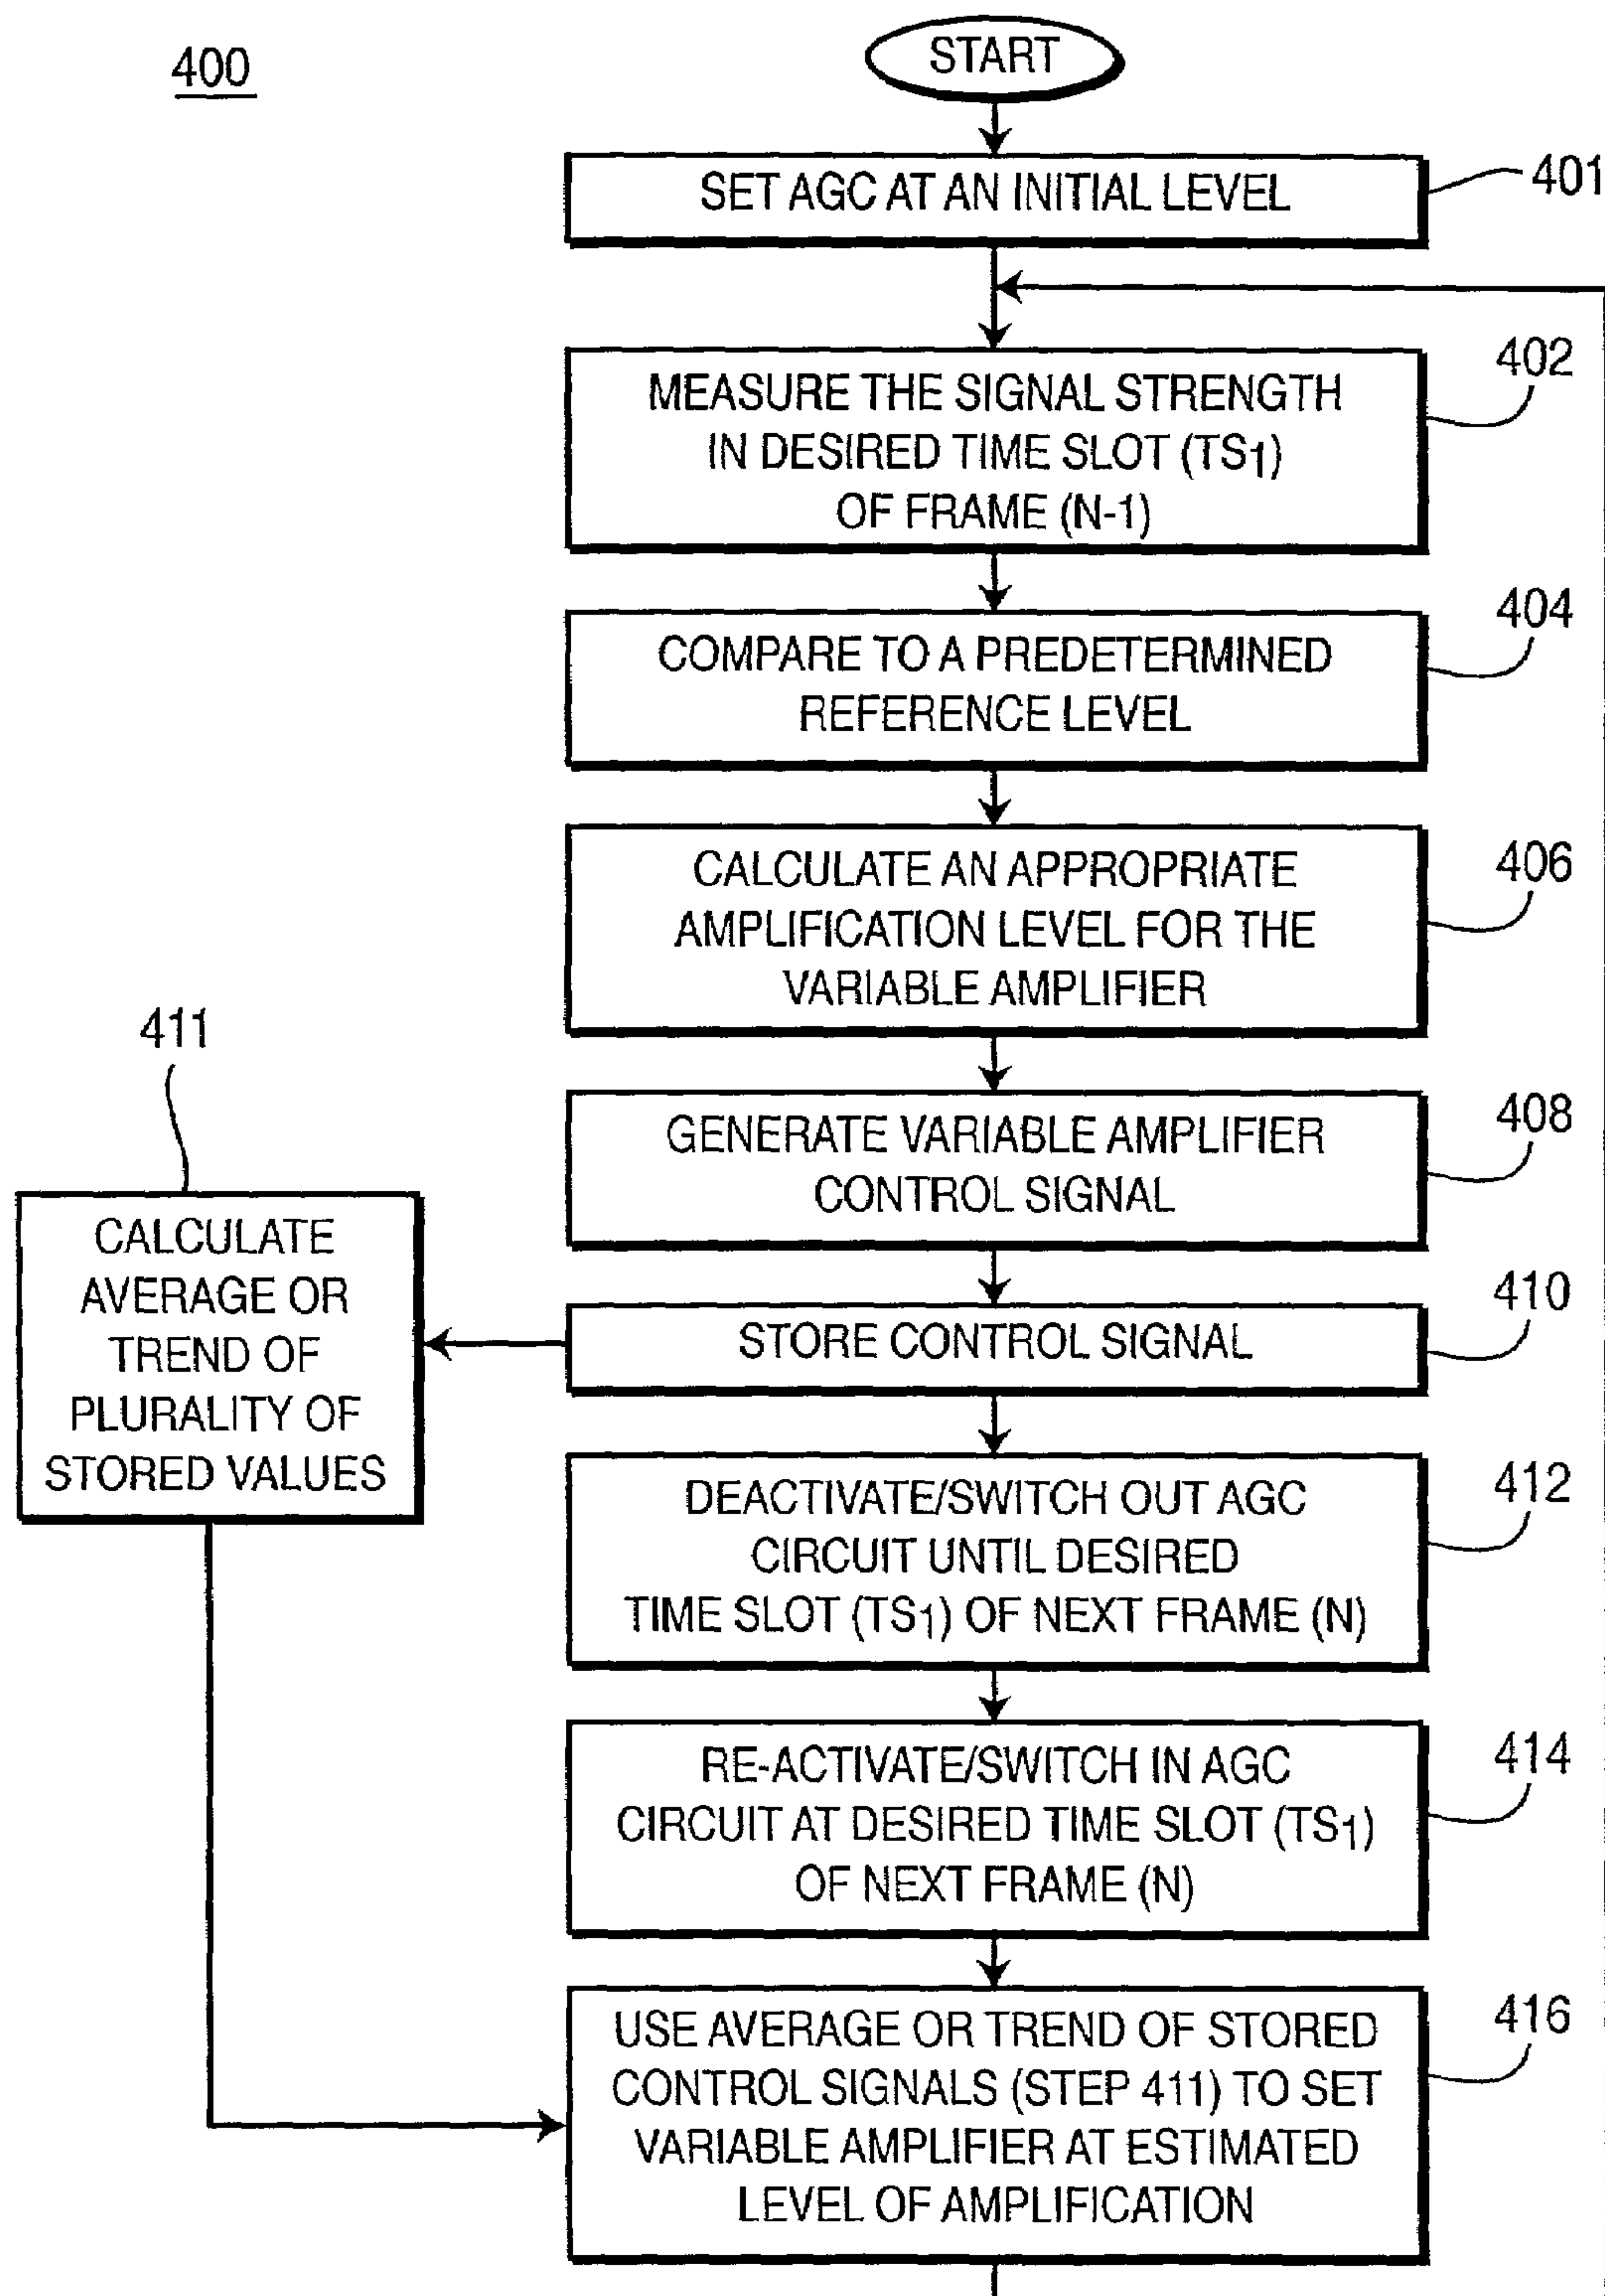 400
START
SET AGC AT AN INITIAL LEVEL
401
MEASURE THE SIGNAL STRENGTH
IN DESIRED TIME SLOT (TS1)
OF FRAME (N-1)
402
COMPARE TO A PREDETERMINED
REFERENCE LEVEL
404
CALCULATE AN APPROPRIATE
AMPLIFICATION LEVEL FOR THE
VARIABLE AMPLIFIER
406
GENERATE VARIABLE AMPLIFIER
CONTROL SIGNAL
408
STORE CONTROL SIGNAL
410
411
CALCULATE
AVERAGE OR
TREND OF
PLURALITY OF
STORED VALUES
DEACTIVATE/SWITCH OUT AGC
CIRCUIT UNTIL DESIRED
TIME SLOT (TS1) OF NEXT FRAME (N)
412
RE-ACTIVATE/SWITCH IN AGC
CIRCUIT AT DESIRED TIME SLOT (TS1)
OF NEXT FRAME (N)
414
USE AVERAGE OR TREND OF STORED
CONTROL SIGNALS (STEP 411) TO SET
VARIABLE AMPLIFIER AT ESTIMATED
LEVEL OF AMPLIFICATION
416